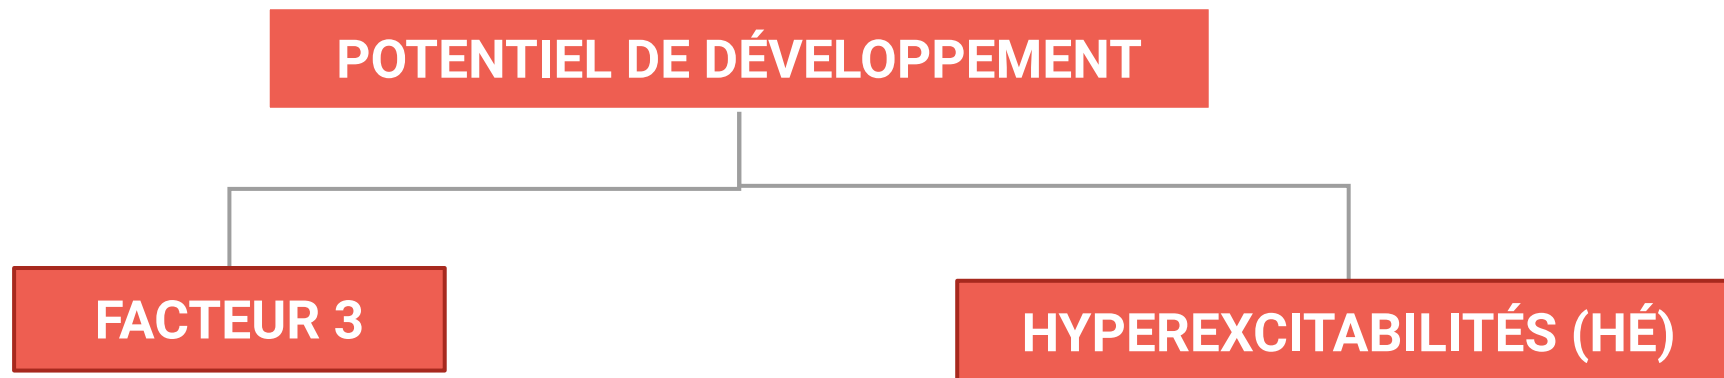 POTENTIEL DE DÉVELOPPEMENT
FACTEUR 3
HYPEREXCITABILITÉS (HÉ)